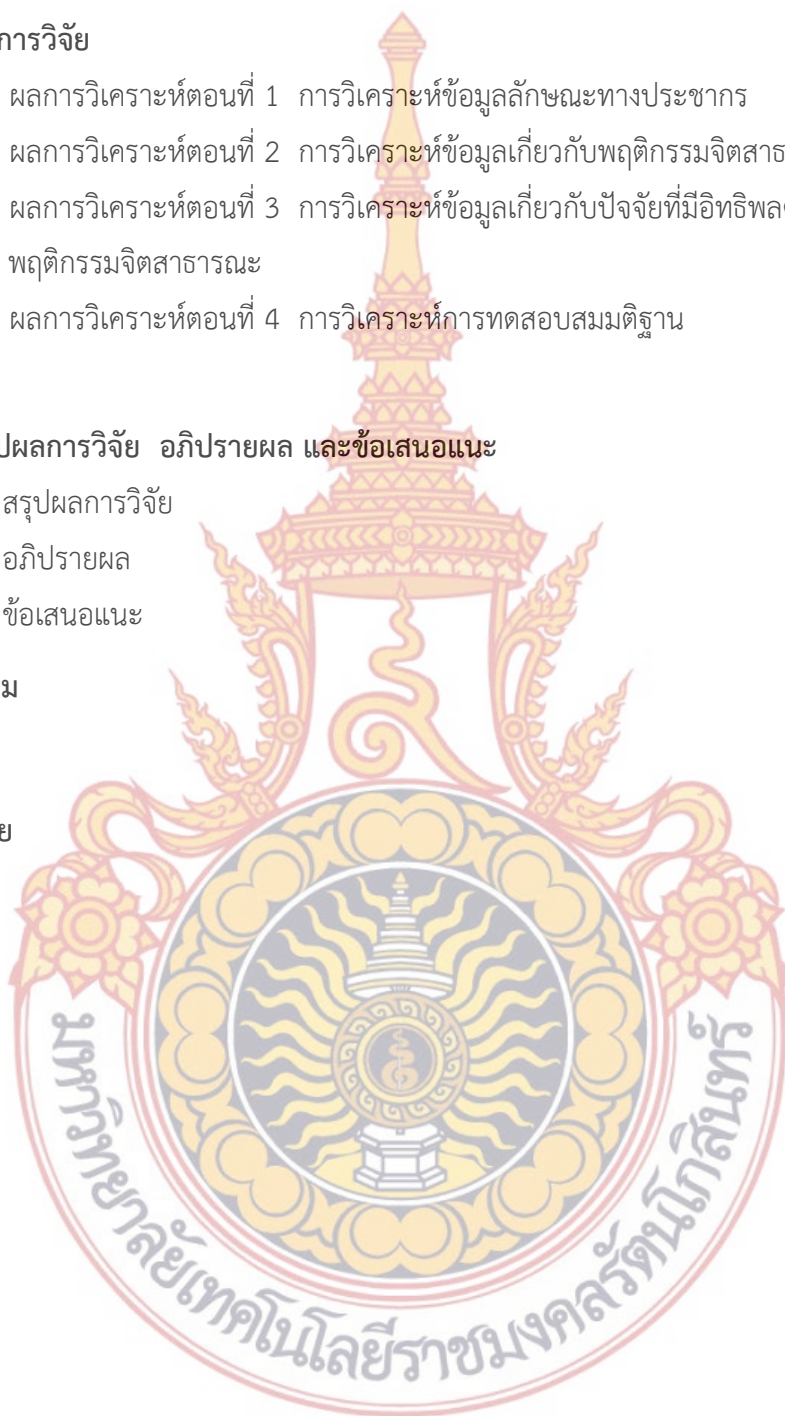 การวิจัย
ผลการวิเคราะห์ตอนที่ 1 การวิเคราะห์ข้อมูลลักษณะทางประชากร
ผลการวิเคราะห์ตอนที่ 2 การวิเคราะห์ข้อมูลเกี่ยวกับพฤติกรรมจิตสาธ
ผลการวิเคราะห์ตอนที่ 3 การวิเคราะห์ข้อมูลเกี่ยวกับปัจจัยที่มีอิทธิพล
พฤติกรรมจิตสาธารณะ
ผลการวิเคราะห์ตอนที่ 4 การวิเคราะห์การทดสอบสมมติฐาน
ปผลการวิจัย อภิปรายผล และข้อเสนอแนะ
สรุปผลการวิจัย
อภิปรายผล
ข้อเสนอแนะ
ม
ย
มหาวิทยาลัยเทคโนโลยีราชมงคลรัตนโกสินทร์